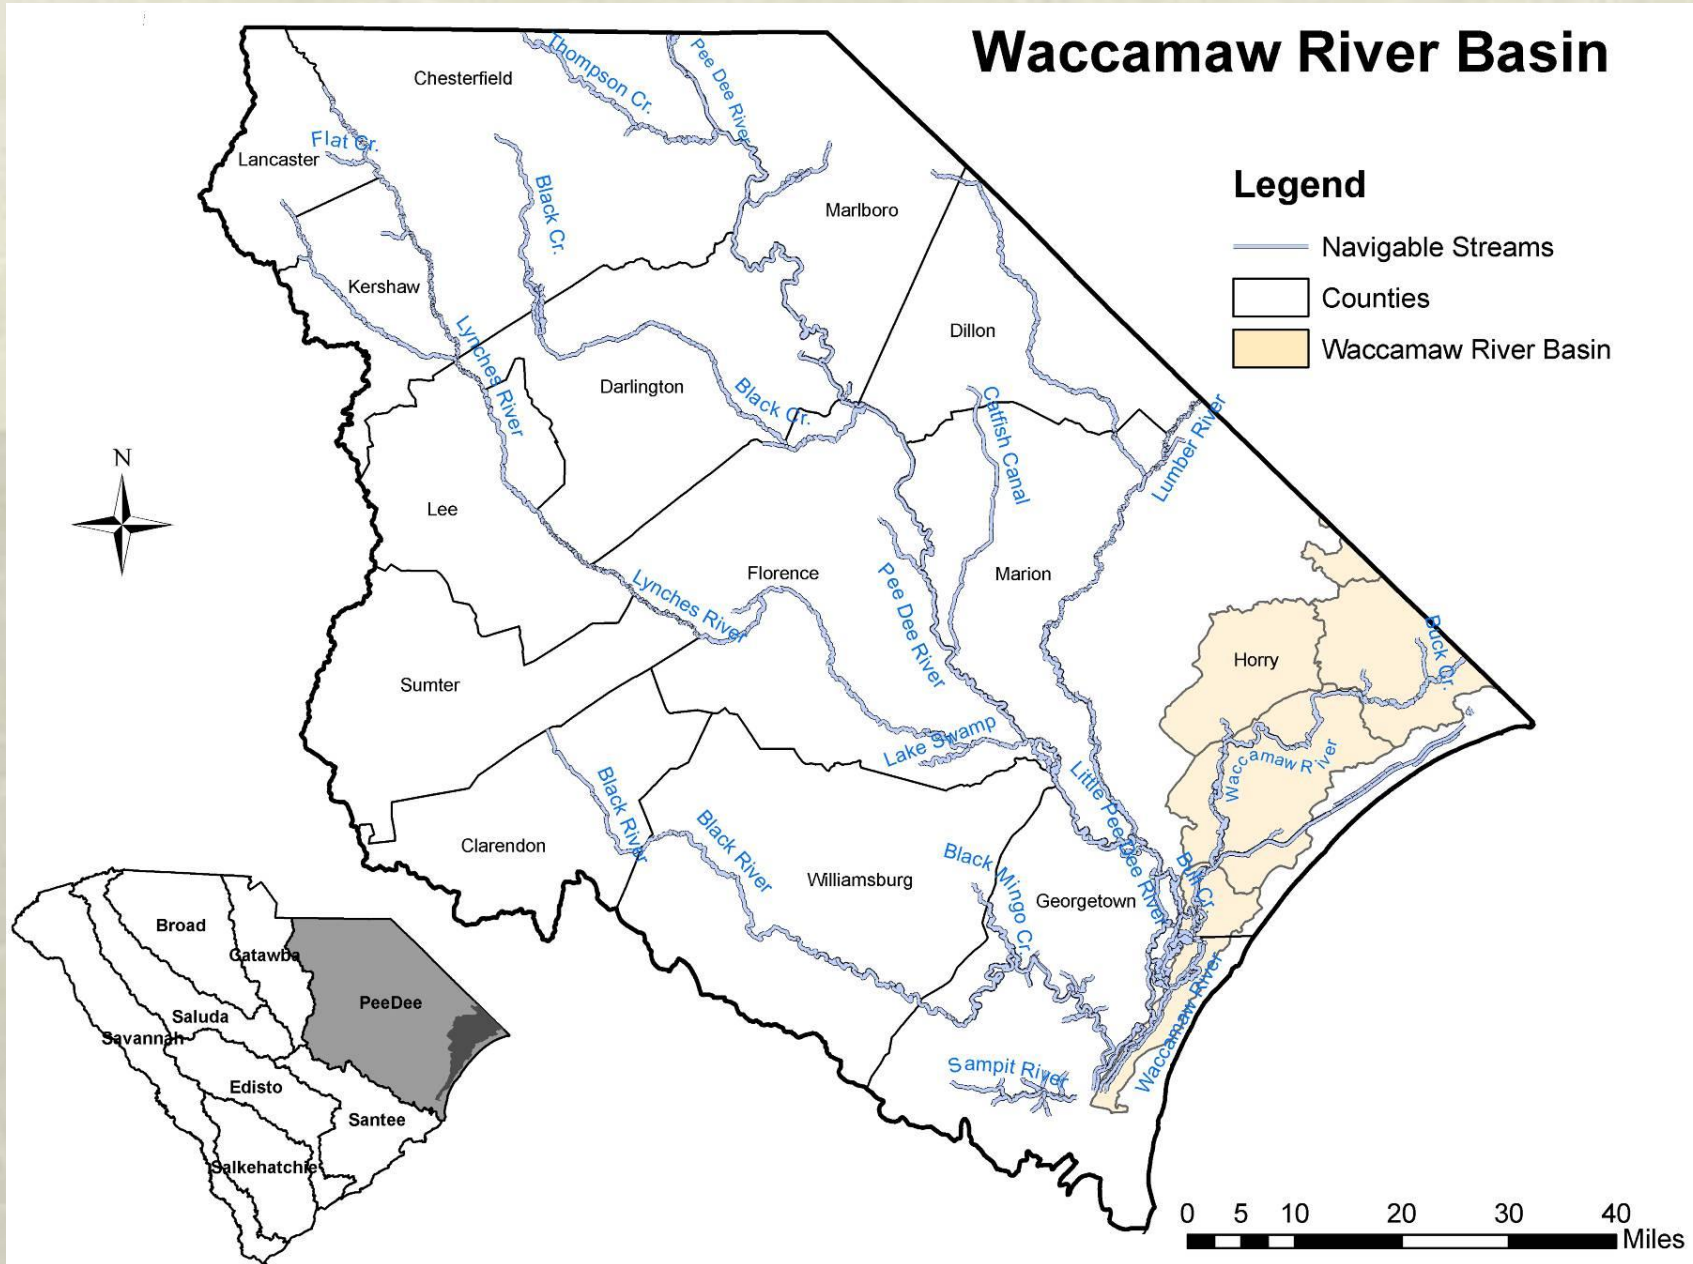 Waccamaw River Basin
Legend
Navigable Streams
Counties
Waccamaw River Basin
Chesterfield
Thompson Cr.
Pee Dee River
Flat Cr.
Lancaster
Black Cr.
Marlboro
Kershaw
Lynches River
Dillon
Darlington
Black Cr.
Catfish Canal
Lumber River
N
Lee
Florence
Marion
Lynches River
Pee Dee River
Buck Cr.
Horry
Sumter
Lake Swamp
Waccamaw River
Little Pee Dee River
Black River
Black River
Clarendon
Williamsburg
Black Mingo Cr.
Georgetown
Bull Cr.
Waccamaw River
Sampit River
Broad
Catawba
PeeDee
Saluda
Savannah
Edisto
Santee
Salkehatchie
0 5 10 20 30 40
Miles